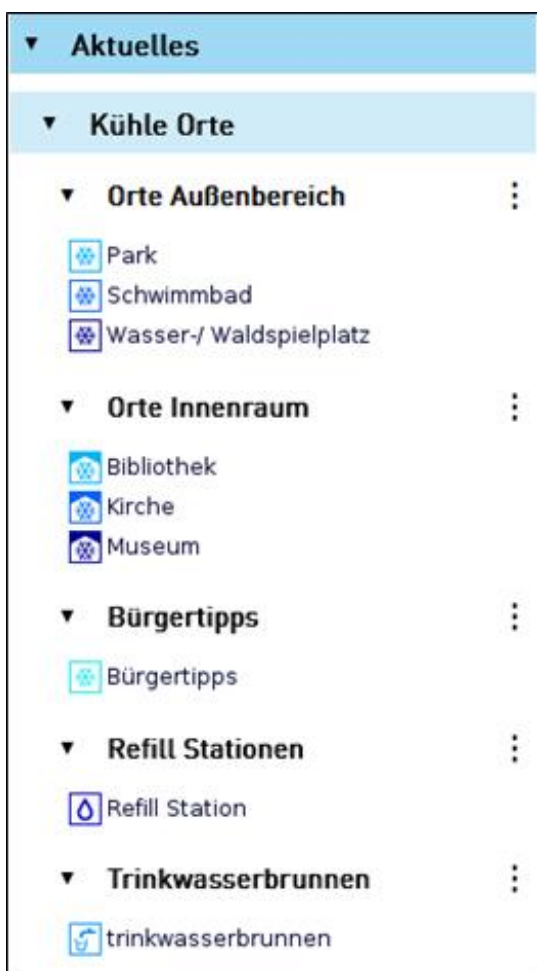 Aktuelles
Kühle Orte
Orte Außenbereich
Park
Schwimmbad
Wasser-/ Waldspielplatz
Orte Innenraum
Bibliothek
Kirche
Museum
Bürgertipps
Bürgertipps
Refill Stationen
Refill Station
Trinkwasserbrunnen
trinkwasserbrunnen